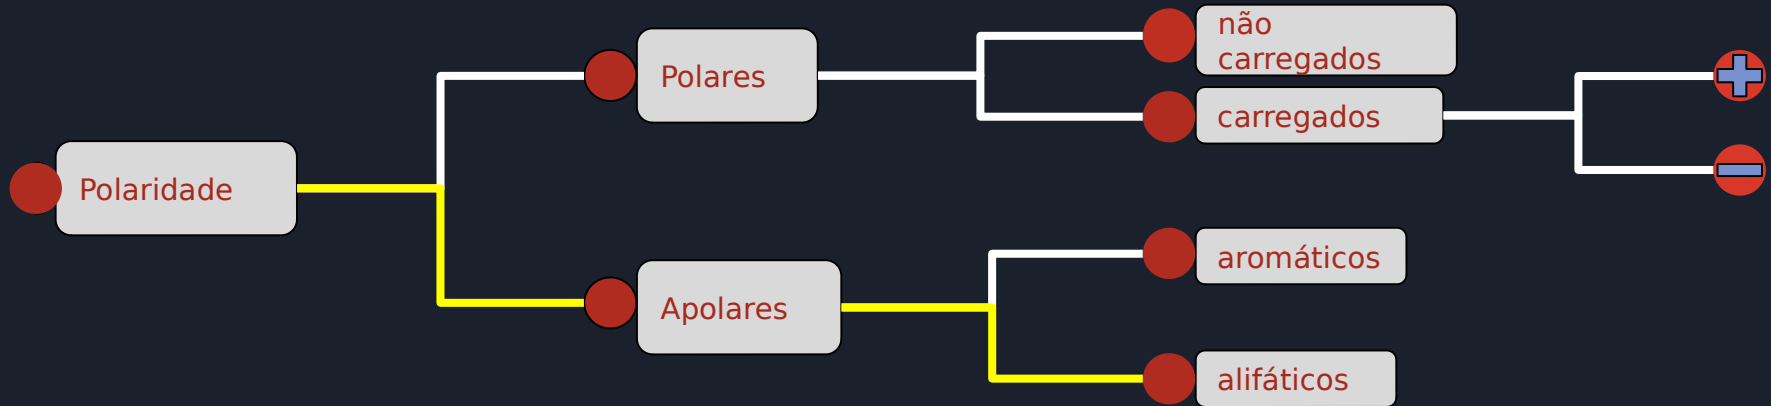 não
carregados
Polares
carregados
Polaridade
aromáticos
Apolares
alifáticos